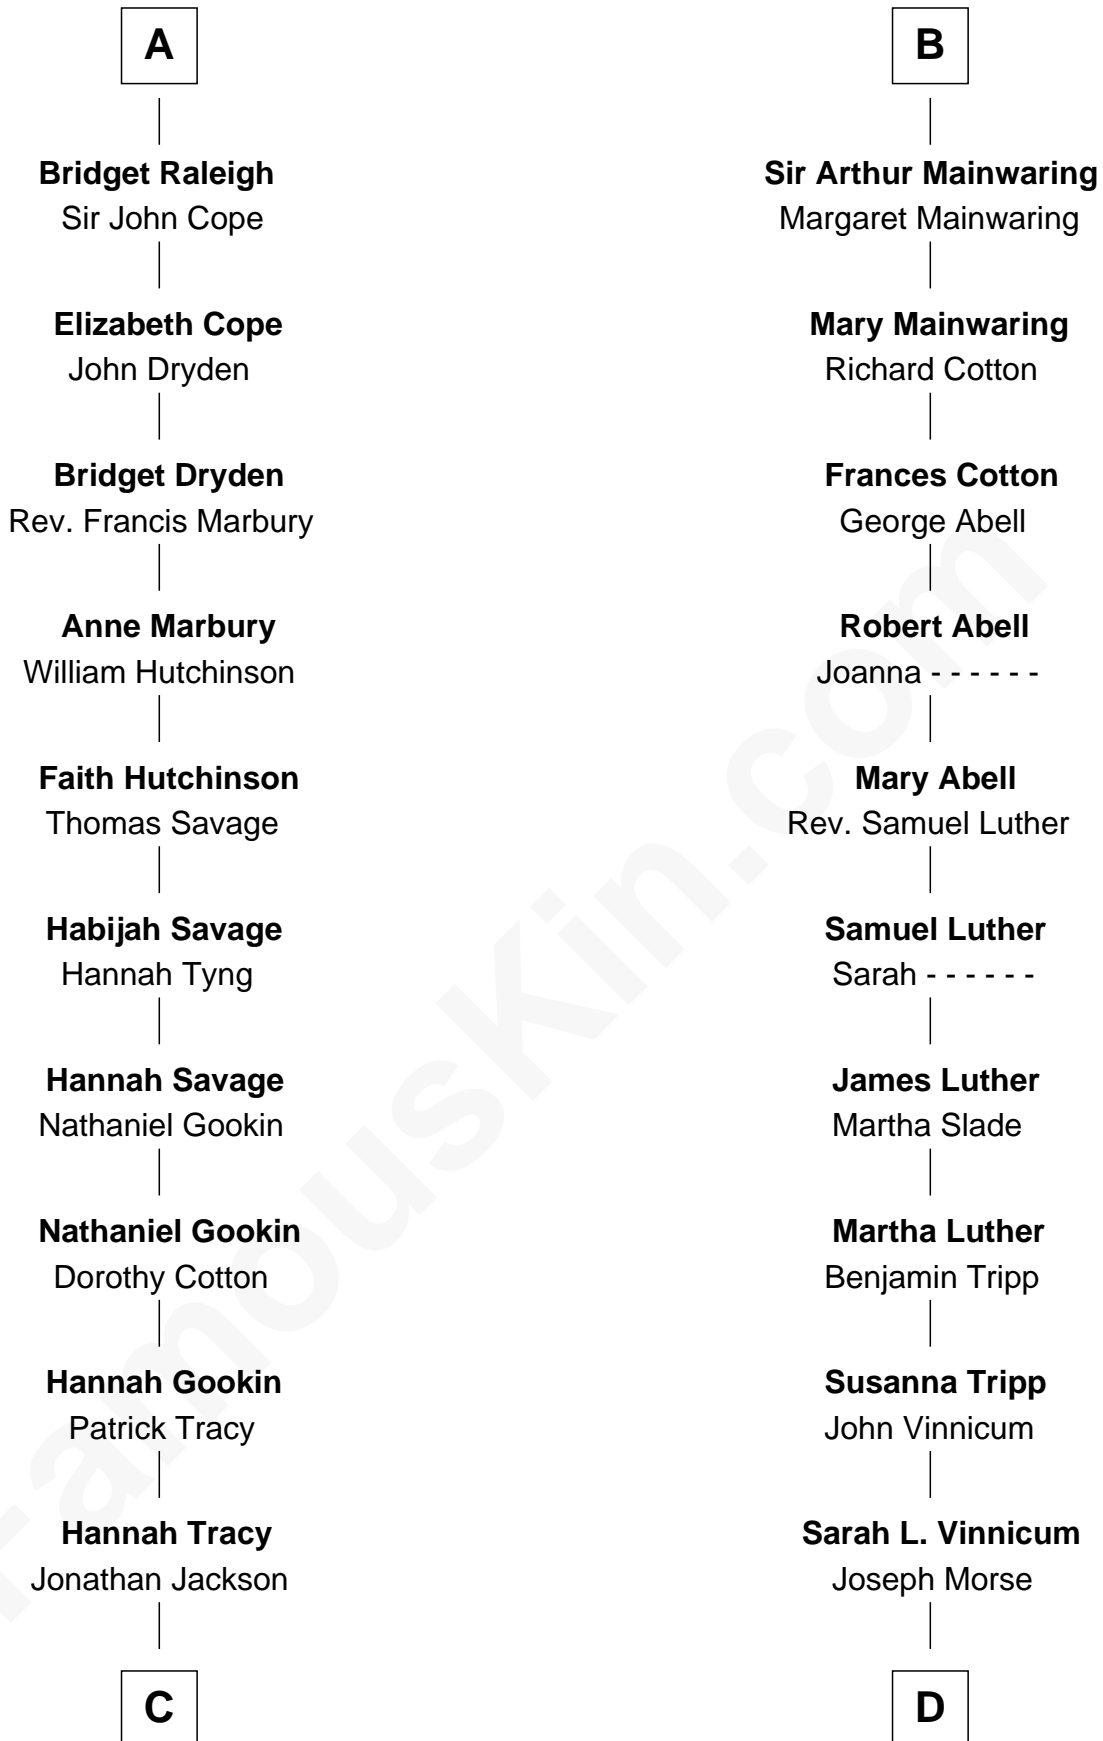 A
Bridget Raleigh
Sir John Cope
Elizabeth Cope
John Dryden
Bridget Dryden
Rev. Francis Marbury
Anne Marbury
William Hutchinson
Faith Hutchinson
Thomas Savage
Habijah Savage
Hannah Tyng
Hannah Savage
Nathaniel Gookin
Nathaniel Gookin
Dorothy Cotton
Hannah Gookin
Patrick Tracy
Hannah Tracy
Jonathan Jackson
C
B
Sir Arthur Mainwaring
Margaret Mainwaring
Mary Mainwaring
Richard Cotton
Frances Cotton
George Abell
Robert Abell
Joanna - - - - - -
Mary Abell
Rev. Samuel Luther
Samuel Luther
Sarah - - - - - -
James Luther
Martha Slade
Martha Luther
Benjamin Tripp
Susanna Tripp
John Vinnicum
Sarah L. Vinnicum
Joseph Morse
D
FamousKin.com